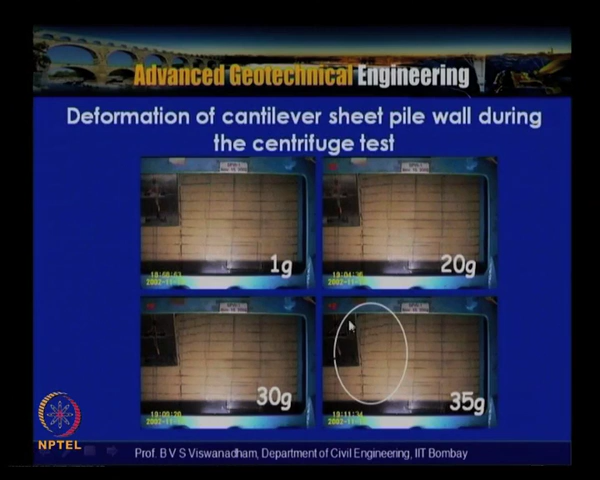 Advanced Geotechnical Engineering
Deformation of cantilever sheet pile wall during
the centrifuge test
1g
20g
30g
35g
NPTEL
Prof. B V S Viswanadham, Department of Civil Engineering, IIT Bombay